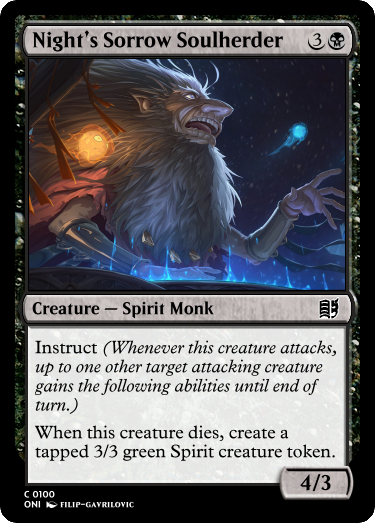 Night's Sorrow Soulherder 3
Creature — Spirit Monk
Instruct (Whenever this creature attacks,
up to one other target attacking creature
gains the following abilities until end of
turn.)
When this creature dies, create a
tapped 3/3 green Spirit creature token.
4/3
C 0100
ONI FILIP-GAVRILOVIC